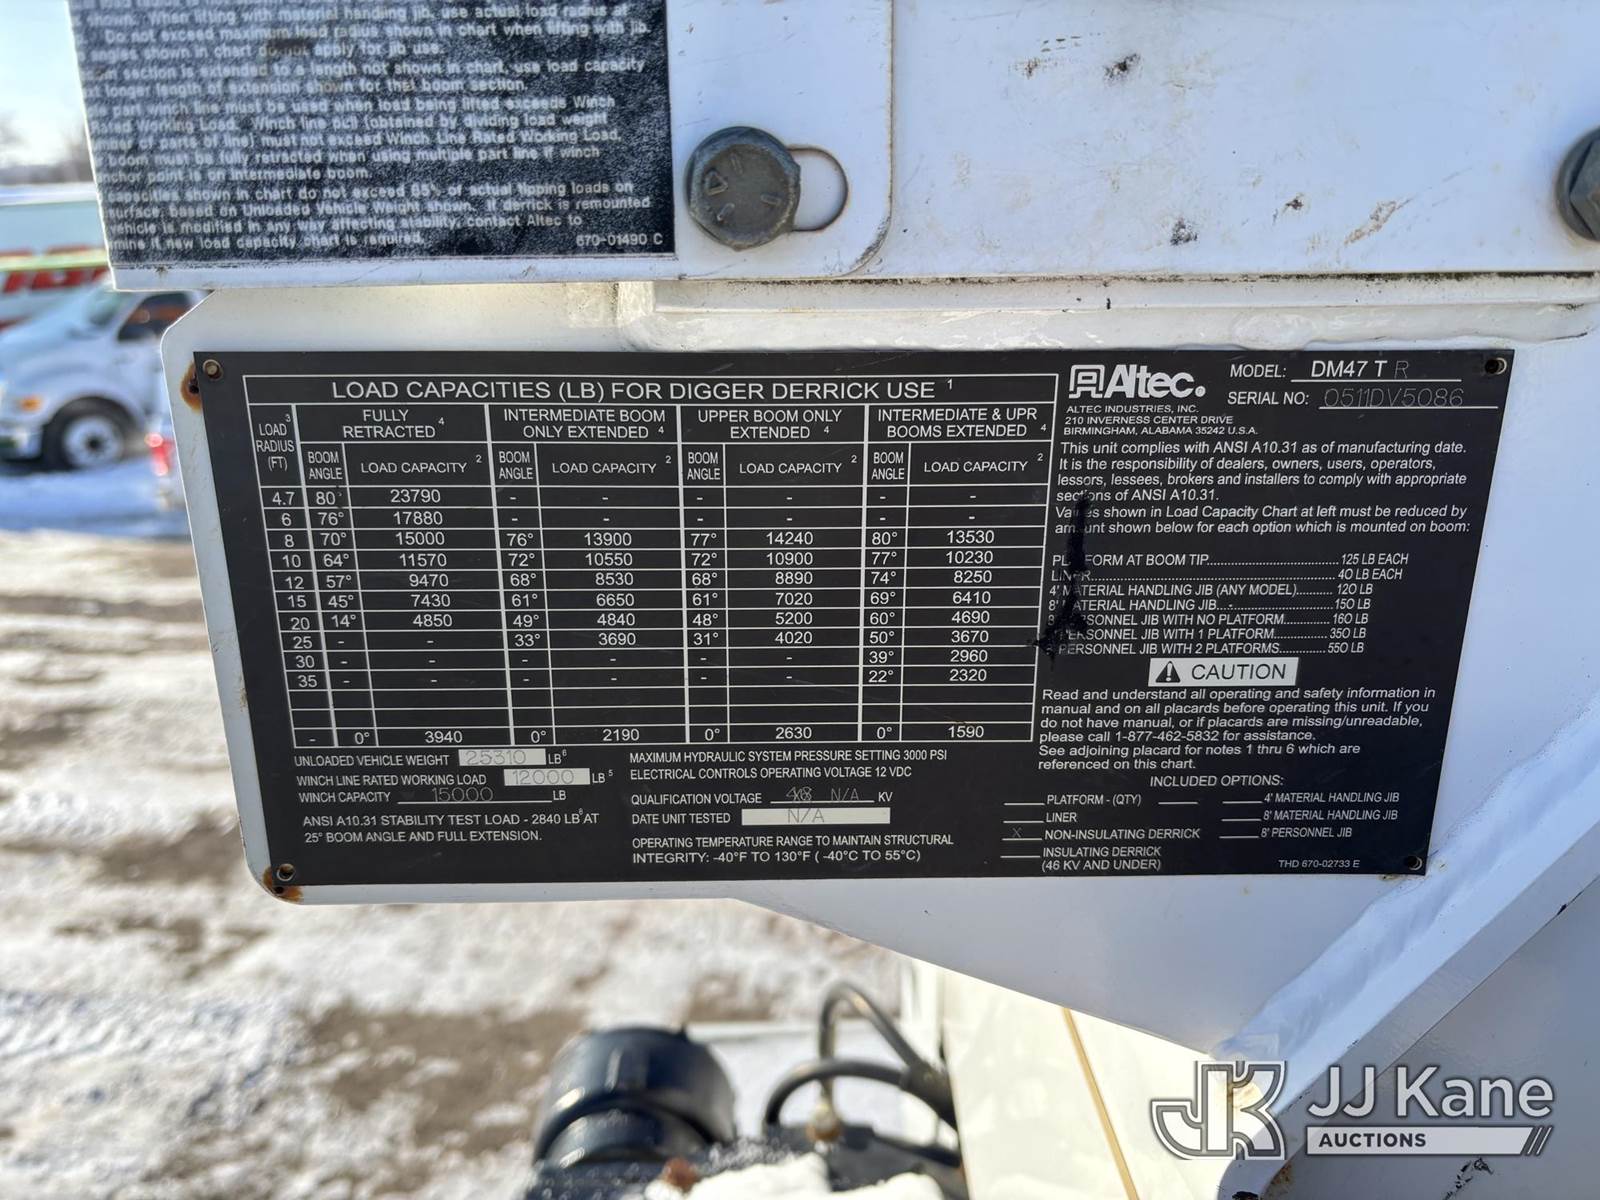 shown. When lifting with material handling jib, use actual load radius at
Do not exceed maximum load radius shown in chart when lifting with jib.
angles shown in chart do not apply for jib use.
section is extended to a length not shown in chart, use load capacity
longer length of extension shown for that boom section.
part winch line must be used when load being lifted exceeds Winch
Rated Working Load. Winch line pull (obtained by dividing load weight
of parts of line) must not exceed Winch Line Rated Working Load.
boom must be fully retracted when using multiple part line if winch
anchor point is on intermediate boom.
capacities shown in chart do not exceed 85% of actual tipping loads on
surface, based on Unloaded Vehicle Weight shown. If derrick is remounted
vehicle is modified in any way affecting stability, contact Altec to
if new load capacity chart is required. 670-01490 C
LOAD CAPACITIES (LB) FOR DIGGER DERRICK USE 1
LOAD 3 RADIUS (FT) FULLY RETRACTED 4 INTERMEDIATE BOOM ONLY EXTENDED 4 UPPER BOOM ONLY EXTENDED 4 INTERMEDIATE & UPR BOOMS EXTENDED 4
BOOM ANGLE LOAD CAPACITY 2 BOOM ANGLE LOAD CAPACITY 2 BOOM ANGLE LOAD CAPACITY 2 BOOM ANGLE LOAD CAPACITY 2
4.7 80° 23790 - - - - - -
6 76° 17880 - - - - - -
8 70° 15000 76° 13900 77° 14240 80° 13530
10 64° 11570 72° 10550 72° 10900 77° 10230
12 57° 9470 68° 8530 68° 8890 74° 8250
15 45° 7430 61° 6650 61° 7020 69° 6410
20 14° 4850 49° 4840 48° 5200 60° 4690
25 - - 33° 3690 31° 4020 50° 3670
30 - - - - - - 39° 2960
35 - - - - - - 22° 2320
- 0° 3940 0° 2190 0° 2630 0° 1590
UNLOADED VEHICLE WEIGHT 25310 LB 6
WINCH LINE RATED WORKING LOAD 12000 LB 5
WINCH CAPACITY 15000 LB
ANSI A10.31 STABILITY TEST LOAD - 2840 LB AT
25° BOOM ANGLE AND FULL EXTENSION.
MAXIMUM HYDRAULIC SYSTEM PRESSURE SETTING 3000 PSI
ELECTRICAL CONTROLS OPERATING VOLTAGE 12 VDC
QUALIFICATION VOLTAGE N/A KV
DATE UNIT TESTED N/A
OPERATING TEMPERATURE RANGE TO MAINTAIN STRUCTURAL
INTEGRITY: -40°F TO 130°F (-40°C TO 55°C)
Altec.
MODEL: DM47 T R
SERIAL NO: 0511DV5086
ALTEC INDUSTRIES, INC.
210 INVERNESS CENTER DRIVE
BIRMINGHAM, ALABAMA 35242 U.S.A.
This unit complies with ANSI A10.31 as of manufacturing date.
It is the responsibility of dealers, owners, users, operators,
lessors, lessees, brokers and installers to comply with appropriate
sections of ANSI A10.31.
Values shown in Load Capacity Chart at left must be reduced by
amount shown below for each option which is mounted on boom:
PLATFORM AT BOOM TIP 125 LB EACH
LINER 40 LB EACH
4' MATERIAL HANDLING JIB (ANY MODEL) 120 LB
8' MATERIAL HANDLING JIB 150 LB
PERSONNEL JIB WITH NO PLATFORM 160 LB
PERSONNEL JIB WITH 1 PLATFORM 350 LB
PERSONNEL JIB WITH 2 PLATFORMS 550 LB
CAUTION
Read and understand all operating and safety information in
manual and on all placards before operating this unit. If you
do not have manual, or if placards are missing/unreadable,
please call 1-877-462-5832 for assistance.
See adjoining placard for notes 1 thru 6 which are
referenced on this chart.
INCLUDED OPTIONS:
PLATFORM - (QTY) 4' MATERIAL HANDLING JIB
LINER 8' MATERIAL HANDLING JIB
X NON-INSULATING DERRICK 8' PERSONNEL JIB
INSULATING DERRICK
(46 KV AND UNDER) THD 670-02733 E
JK JJ Kane
AUCTIONS